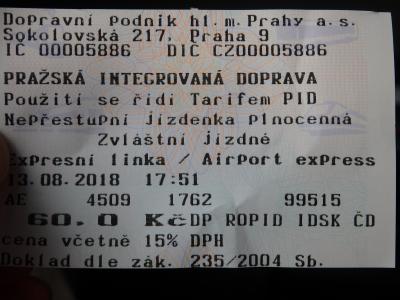 Dopravní podnik hl.m.Prahy a.s.
Sokolovská 217, Praha 9
IČ 00005886 DIČ CZ00005886
PRAŽSKÁ INTEGROVANÁ DOPRAVA
Použití se řídí Tarifem PID
Nepřestupní jízdenka plnocenná
Zvláštní jízdné
Expresní linka / Airport express
13.08.2018 17:51
AE 4509 1762 99515
60.0 Kč DP ROPID IDSK ČD
cena včetně 15% DPH
Doklad dle zák. 235/2004 Sb.